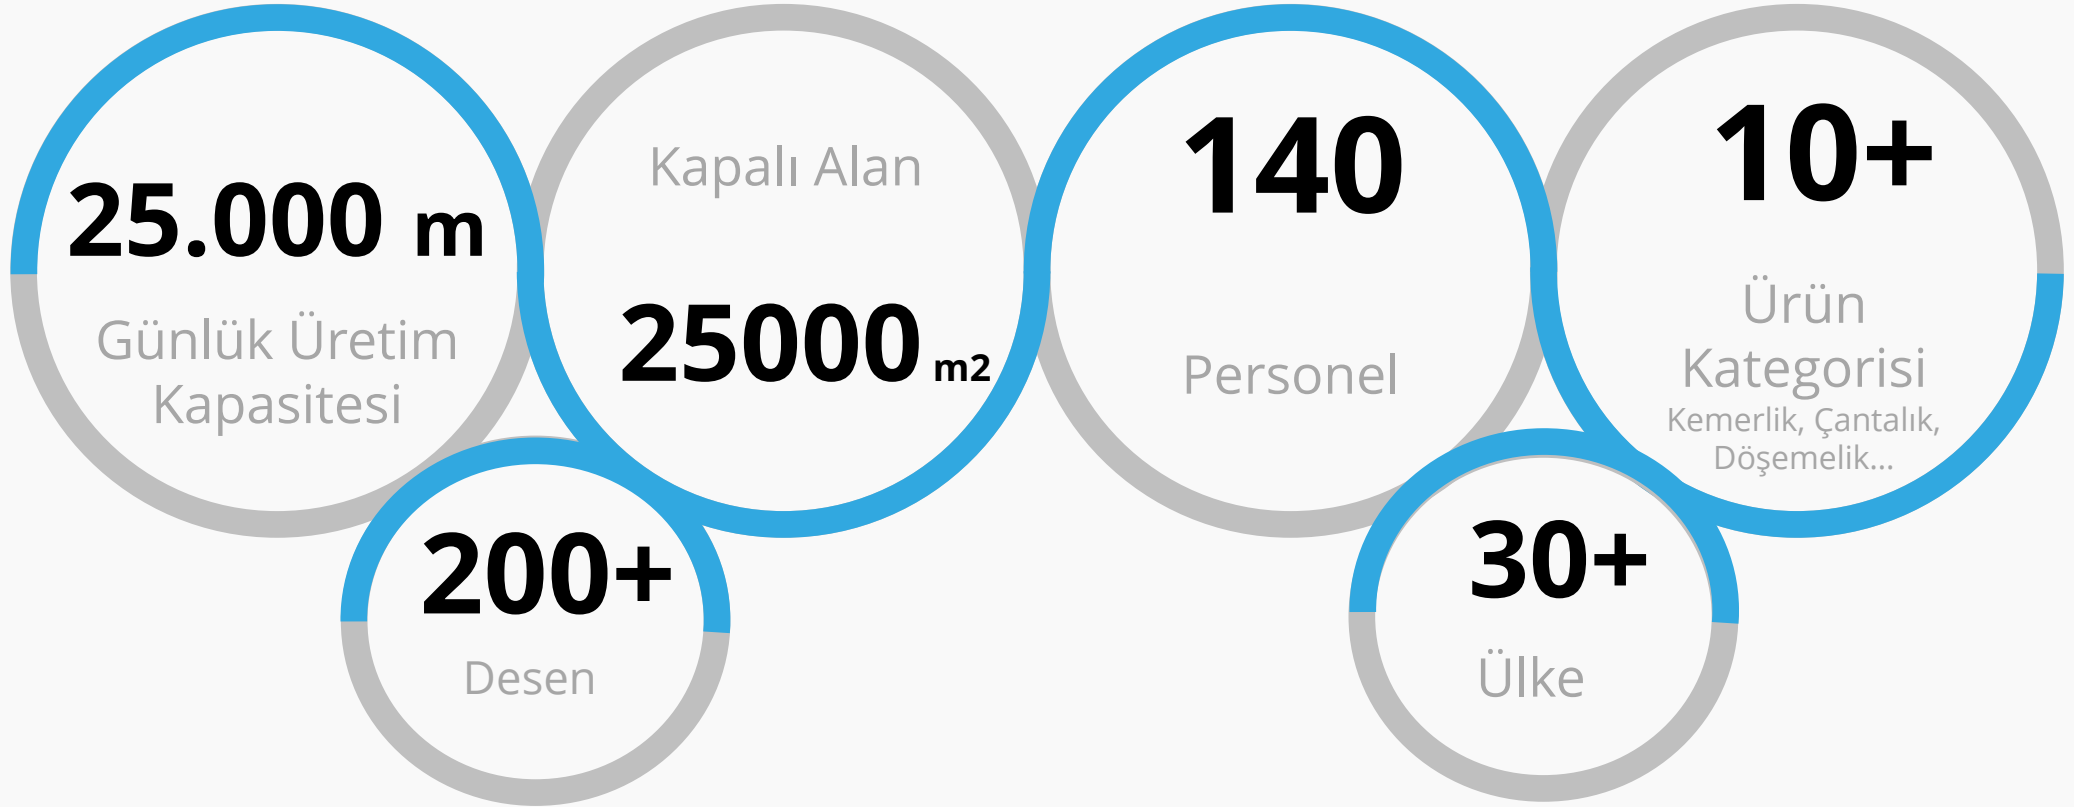 25.000 m
Günlük Üretim
Kapasitesi
Kapalı Alan
25000 m2
140
Personel
10+
Ürün
Kategorisi
Kemerlik, Çantalık,
Döşemelik...
200+
Desen
30+
Ülke